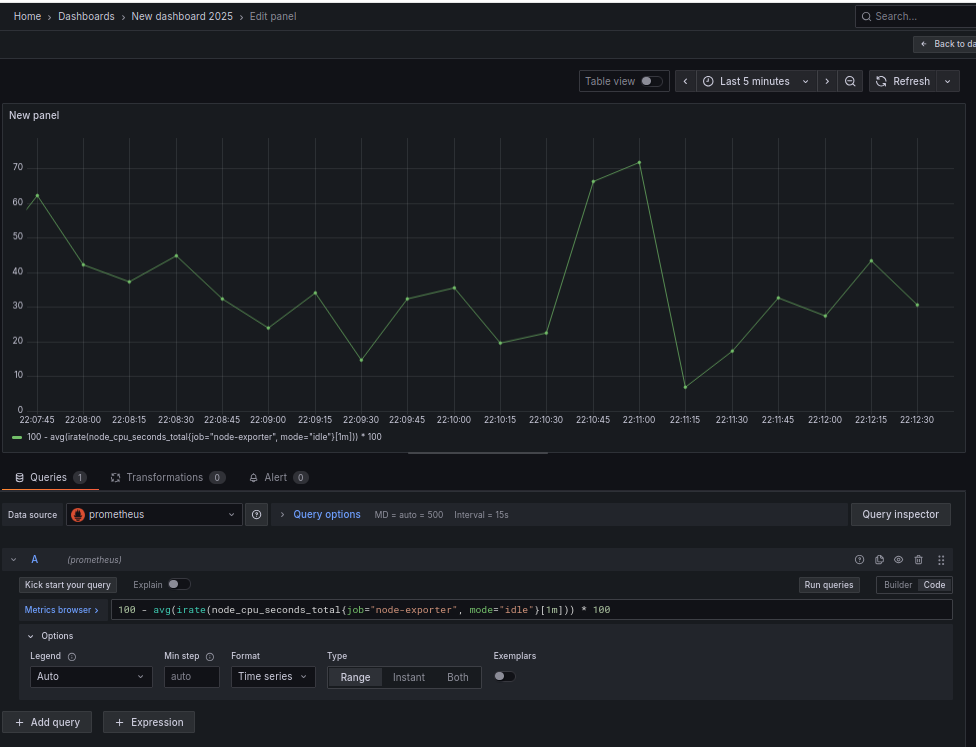 Home › Dashboards › New dashboard 2025 › Edit panel
Search...
Back to da
Table view
Last 5 minutes
Refresh
New panel
70
60
50
40
30
20
10
0
22:07:45 22:08:00 22:08:15 22:08:30 22:08:45 22:09:00 22:09:15 22:09:30 22:09:45 22:10:00 22:10:15 22:10:30 22:10:45 22:11:00 22:11:15 22:11:30 22:11:45 22:12:00 22:12:15 22:12:30
100 - avg(irate(node_cpu_seconds_total{job="node-exporter", mode="idle"}[1m])) * 100
Queries 1 Transformations 0 Alert 0
Data source prometheus Query options MD = auto = 500 Interval = 15s Query inspector
A (prometheus)
Kick start your query Explain Run queries Builder Code
Metrics browser › 100 - avg(irate(node_cpu_seconds_total{job="node-exporter", mode="idle"}[1m])) * 100
Options
Legend Min step Format Type Exemplars
Auto auto Time series Range Instant Both
+ Add query + Expression